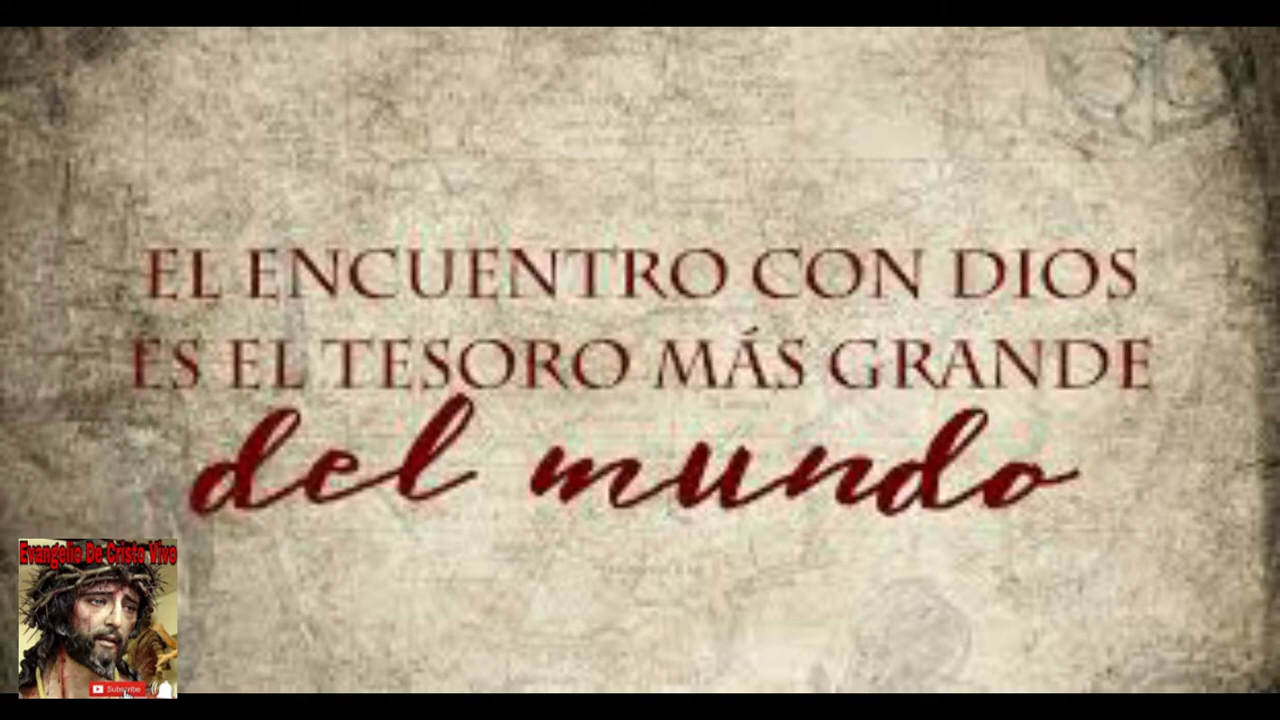 EL ENCUENTRO CON DIOS
ES EL TESORO MÁS GRANDE
del mundo
Evangelio De Cristo Vivo
Subscribe